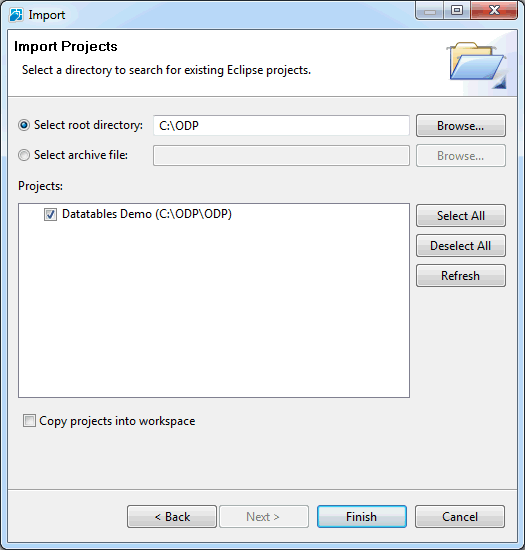 Import
Import Projects
Select a directory to search for existing Eclipse projects.
Select root directory: C:\ODP Browse...
Select archive file: Browse...
Projects:
Datatables Demo (C:\ODP\ODP)
Select All
Deselect All
Refresh
Copy projects into workspace
< Back Next > Finish Cancel